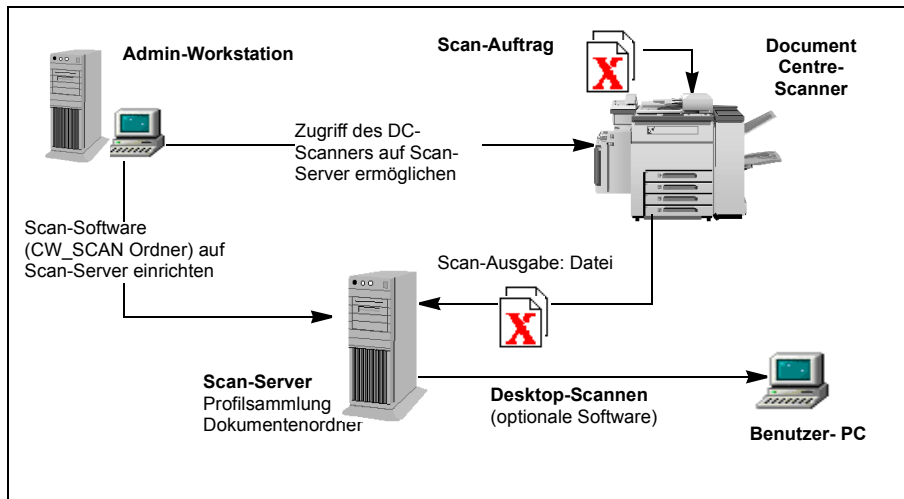 Admin-Workstation
Scan-Auftrag
Document
Centre-
Scanner
X
Zugriff des DC-
Scanners auf Scan-
Server ermöglichen
Scan-Software
(CW_SCAN Ordner) auf
Scan-Server einrichten
Scan-Ausgabe: Datei
X
Scan-Server
Profilsammlung
Dokumentenordner
Desktop-Scannen
(optionale Software)
Benutzer- PC